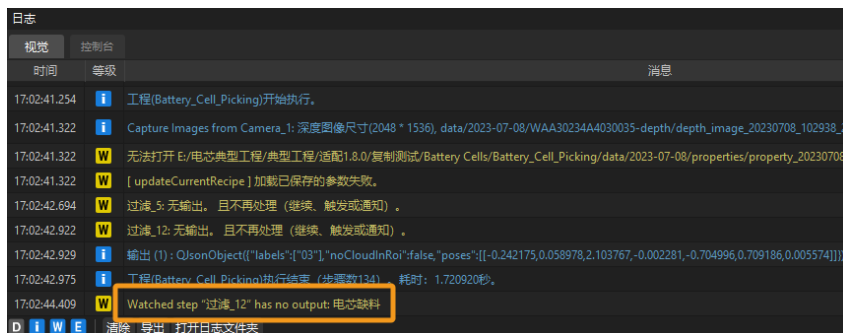 日志
视觉 控制台
时间 等级 消息
17:02:41.254 i 工程(Battery_Cell_Picking)开始执行。
17:02:41.322 i Capture Images from Camera_1: 深度图像尺寸(2048 * 1536), data/2023-07-08/WAA30234A4030035-depth/depth_image_20230708_102938_
17:02:41.322 W 无法打开 E:/电芯典型工程/典型工程/适配1.8.0/复制测试/Battery Cells/Battery_Cell_Picking/data/2023-07-08/properties/property_20230708
17:02:41.322 W [ updateCurrentRecipe ] 加载已保存的参数失败。
17:02:42.694 W 过滤_5: 无输出。 且不再处理（继续、触发或通知）。
17:02:42.922 W 过滤_12: 无输出。 且不再处理（继续、触发或通知）。
17:02:42.929 i 输出 (1) : QJsonObject({"labels":["03"],"noCloudInRoi":false,"poses":[[-0.242175,0.058978,2.103767,-0.002281,-0.704996,0.709186,0.005574]]})
17:02:42.975 i 工程(Battery_Cell_Picking)执行结束（步骤数134）。耗时：1.720920秒。
17:02:44.409 W Watched step "过滤_12" has no output: 电芯缺料
D i W E 清除 导出 打开日志文件夹